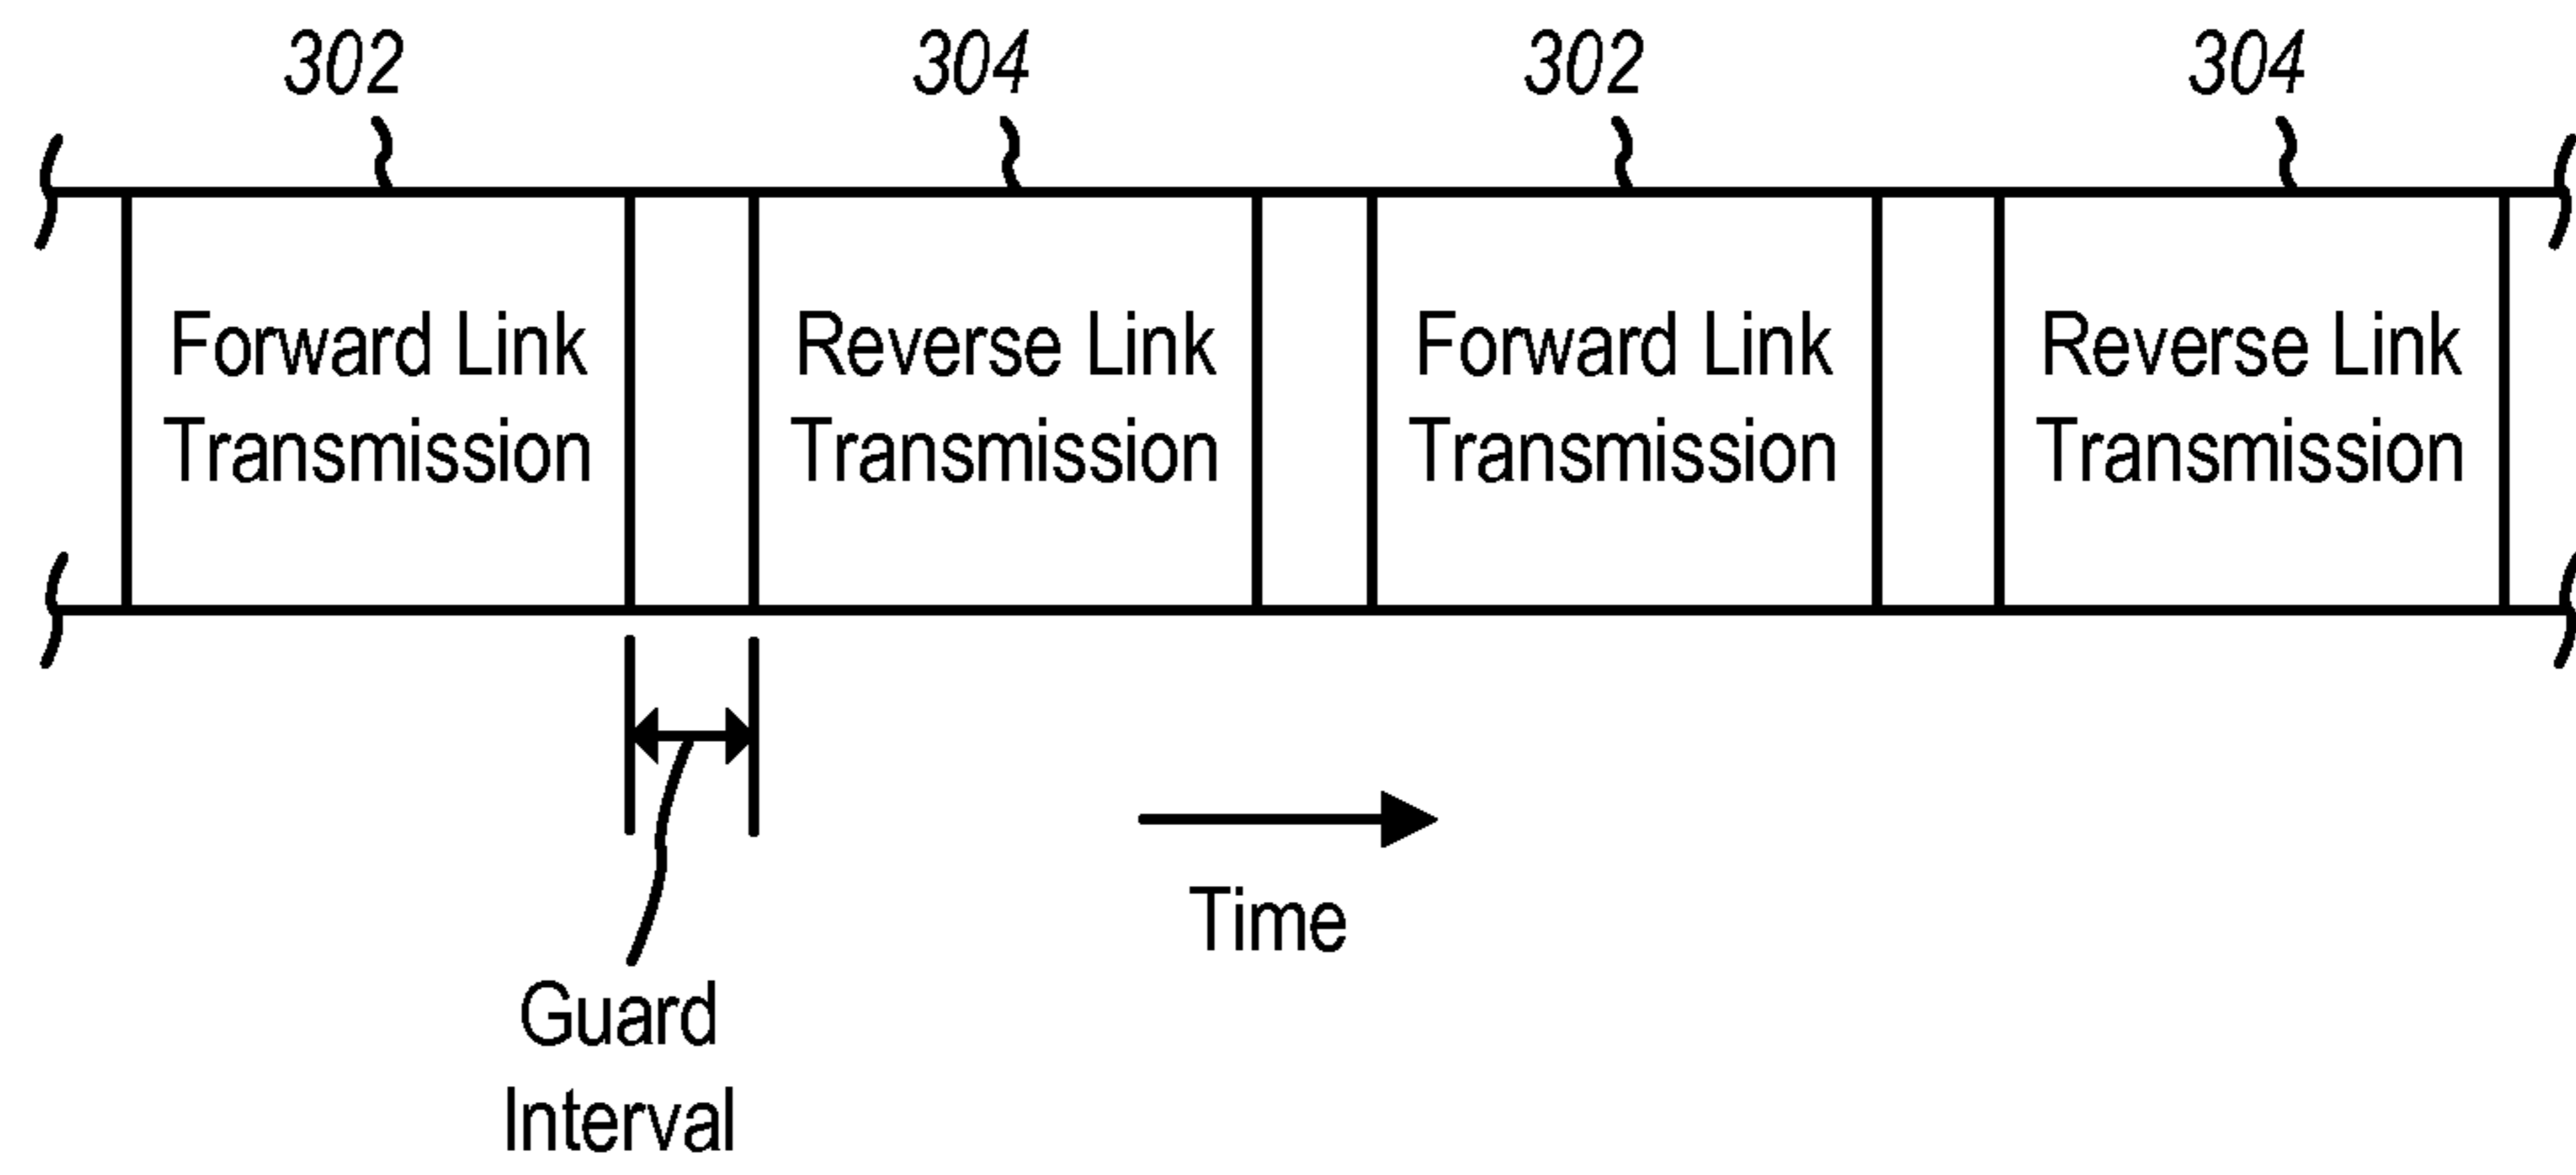 302
304
302
304
Forward Link
Transmission
Reverse Link
Transmission
Forward Link
Transmission
Reverse Link
Transmission
Time
Guard
Interval